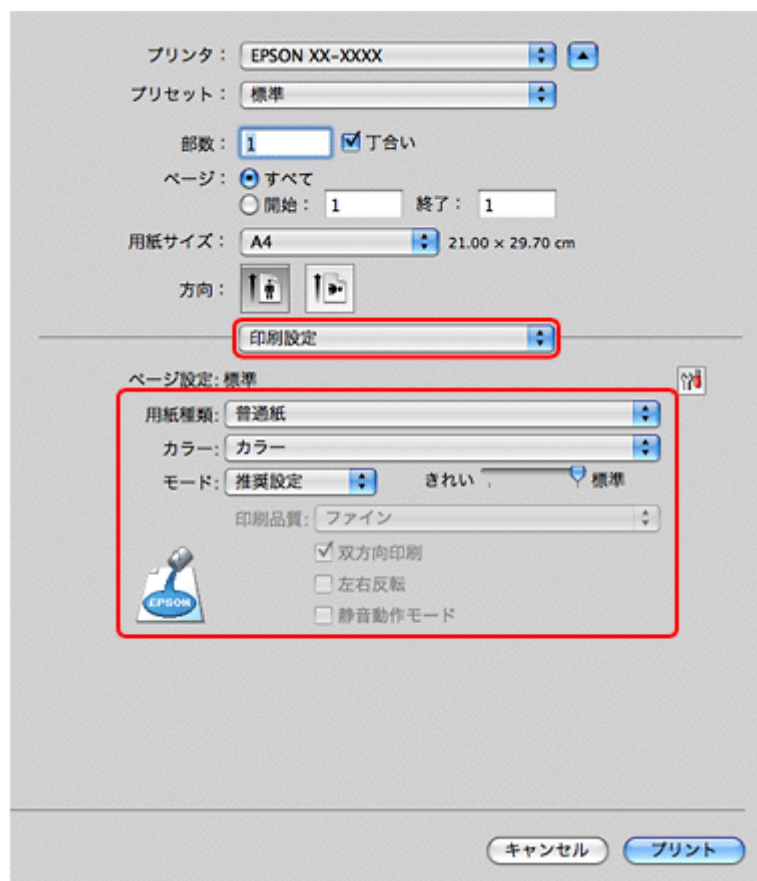 プリンタ： EPSON XX-XXXX
プリセット： 標準
部数： 1 丁合い
ページ： すべて
開始： 1 終了： 1
用紙サイズ： A4 21.00 × 29.70 cm
方向：
印刷設定
ページ設定: 標準
用紙種類: 普通紙
カラー: カラー
モード: 推奨設定 きれい 標準
印刷品質: ファイン
双方向印刷
左右反転
EPSON
静音動作モード
キャンセル プリント